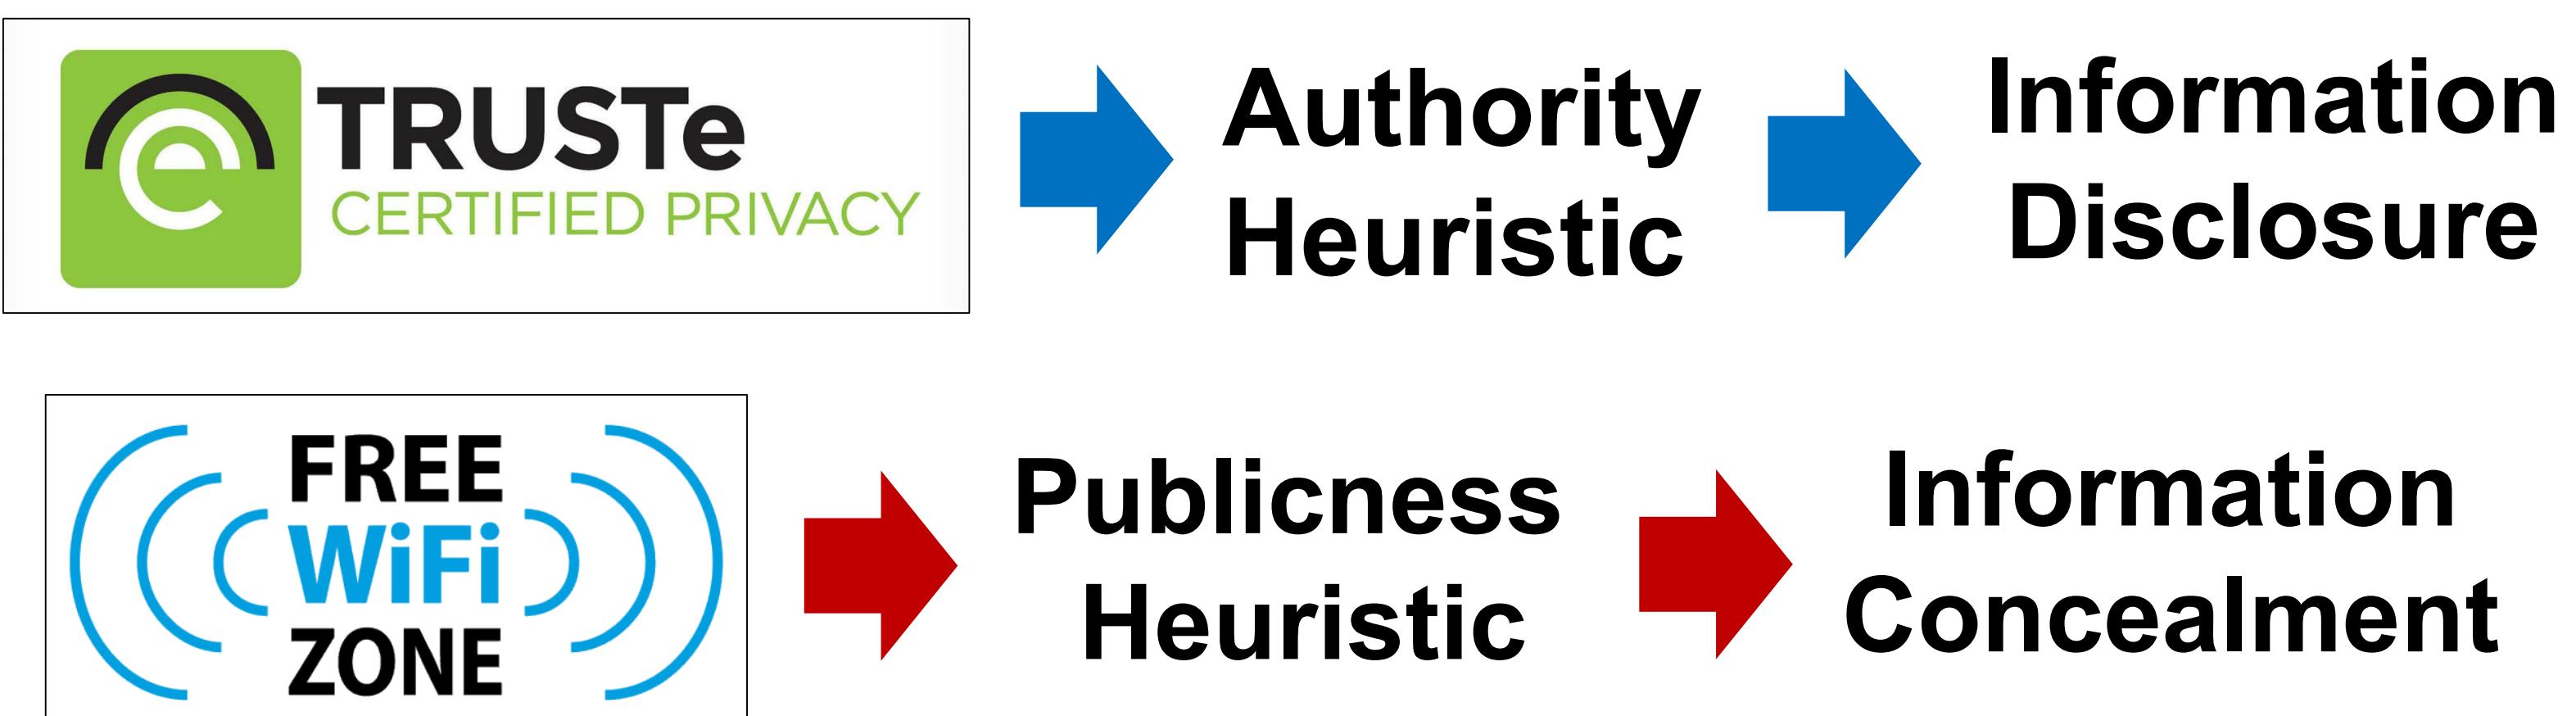 TRUSTe
CERTIFIED PRIVACY
Authority
Heuristic
Information
Disclosure
FREE
WiFi
ZONE
Publicness
Heuristic
Information
Concealment